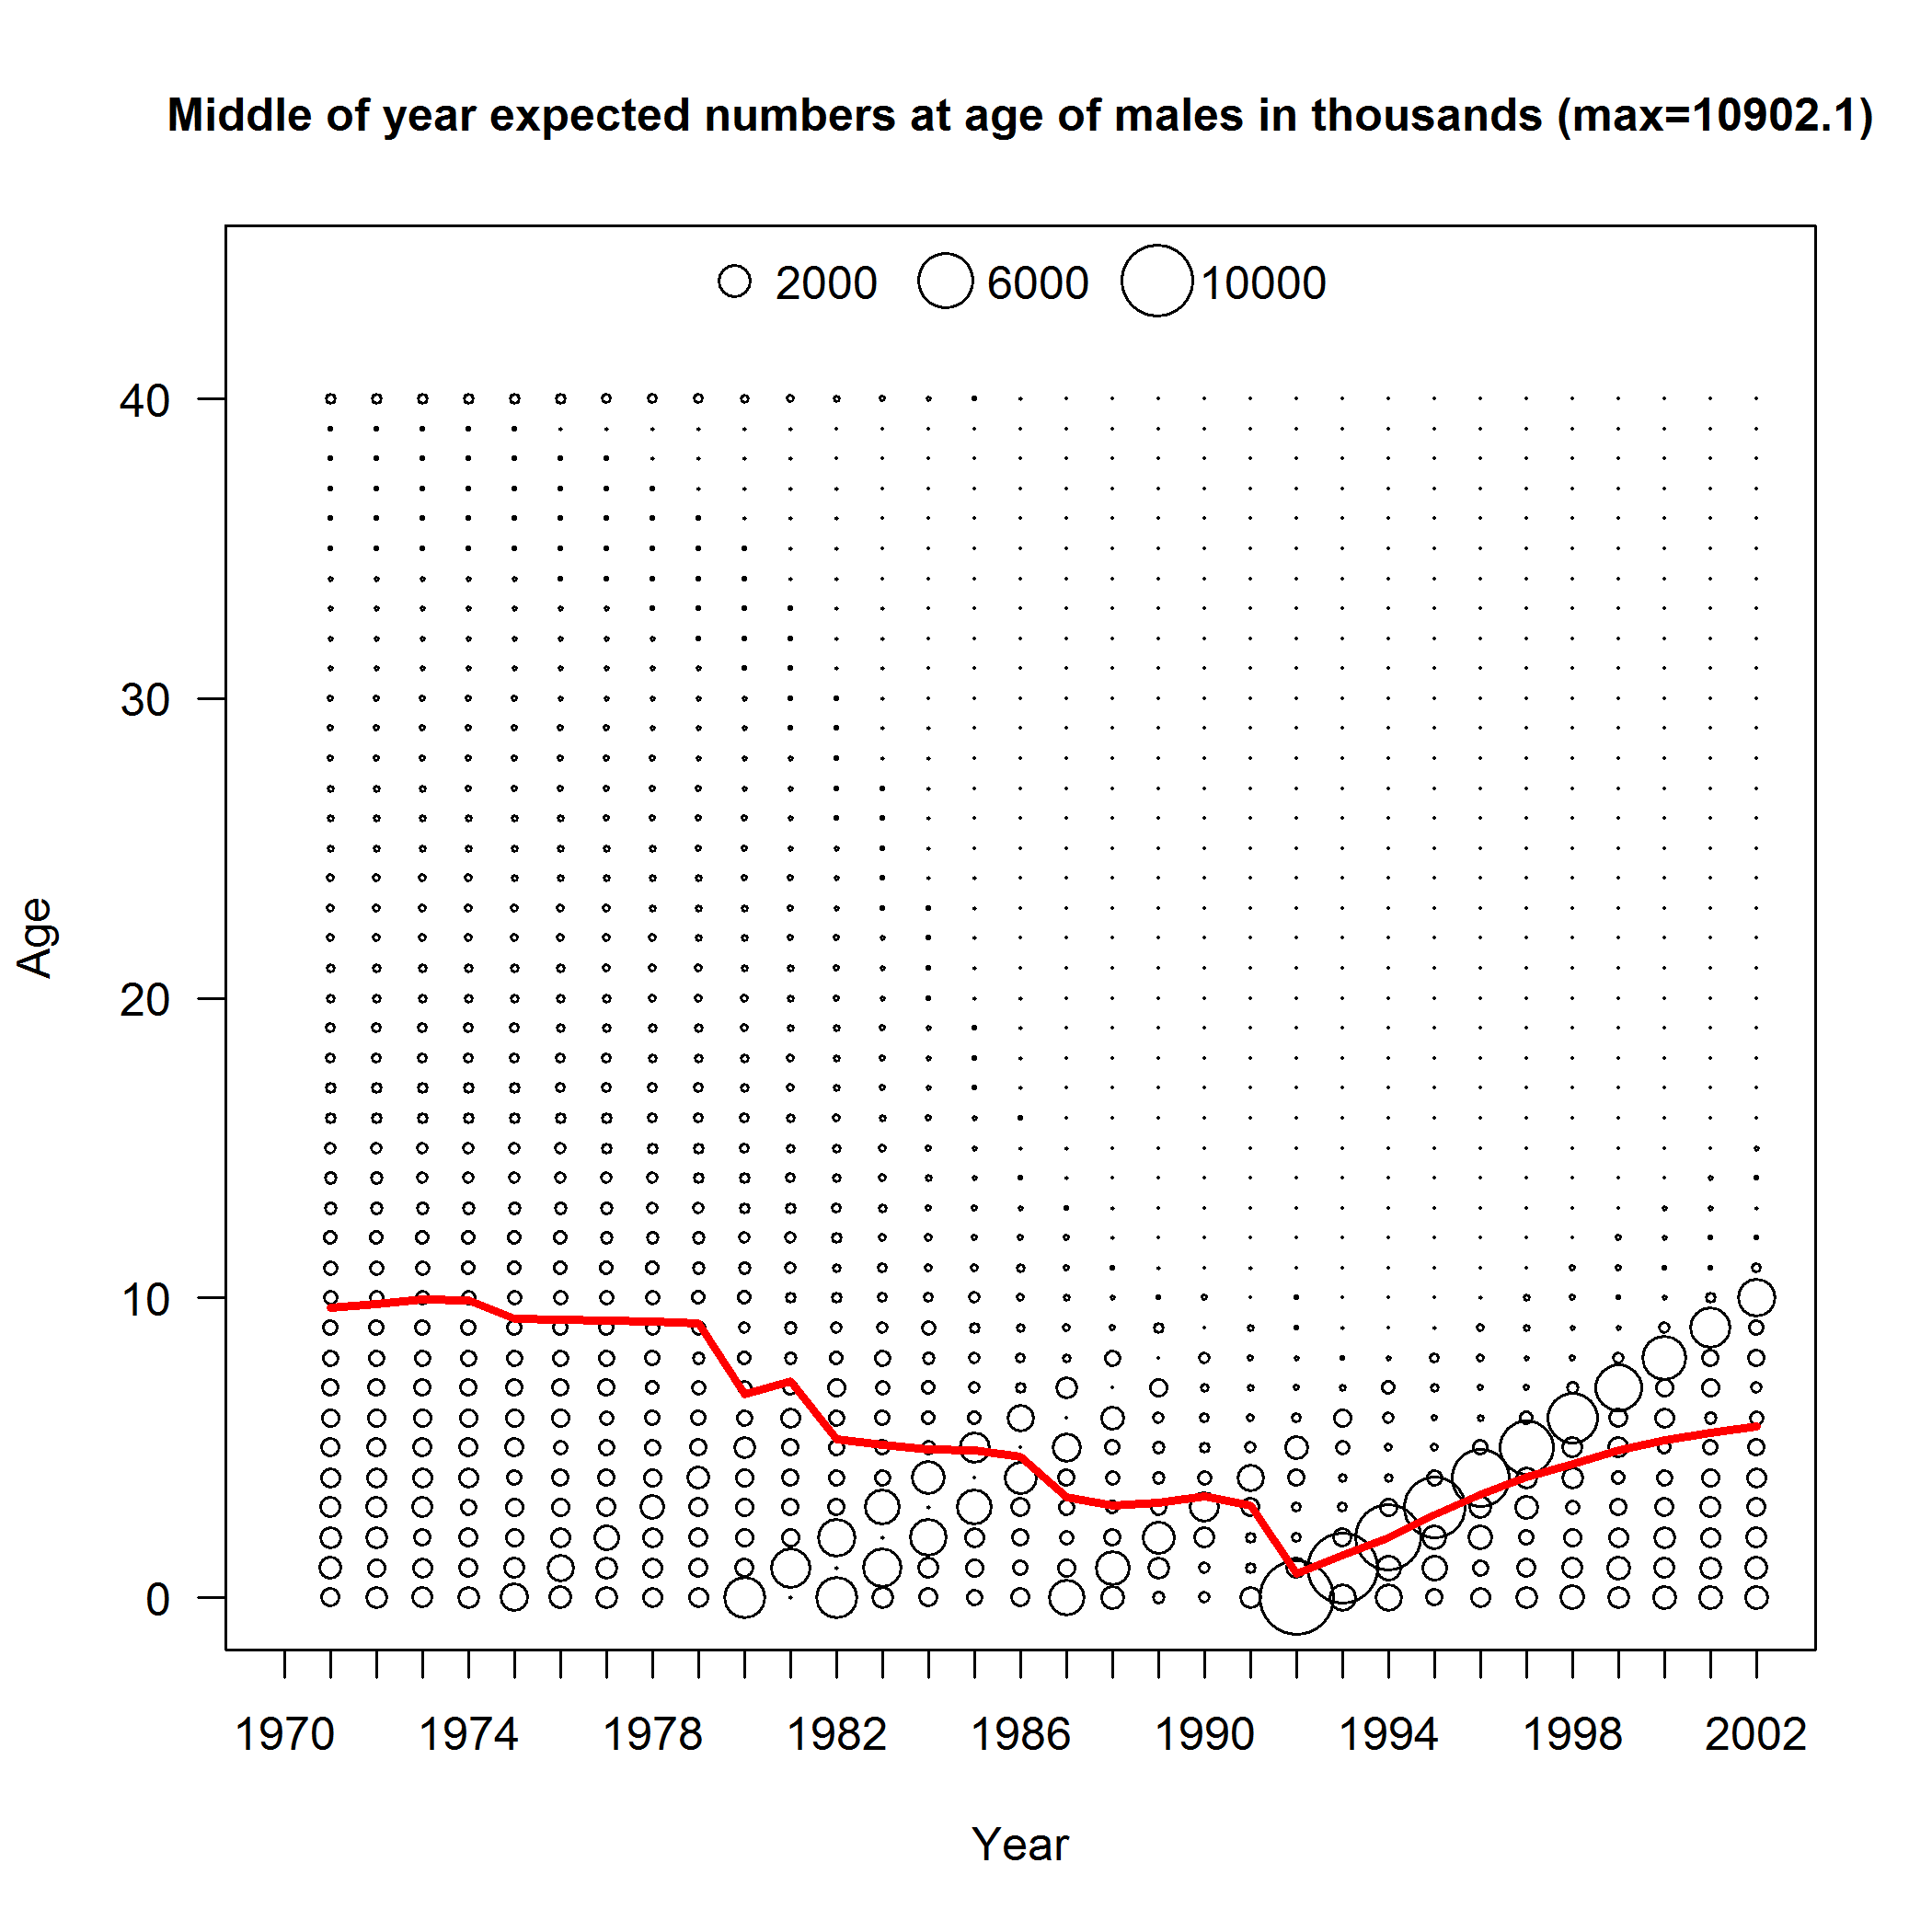 Middle of year expected numbers at age of males in thousands (max=10902.1)
2000 6000 10000
40
30
20
10
0
Age
1970 1974 1978 1982 1986 1990 1994 1998 2002
Year